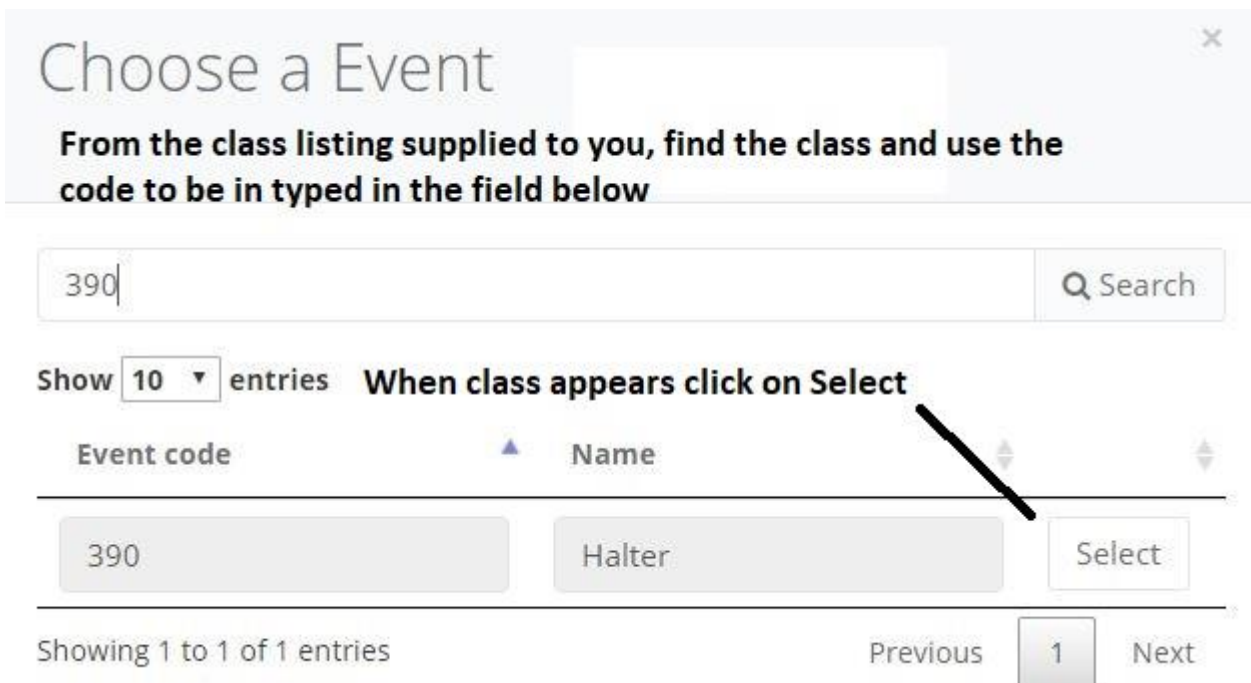 Choose a Event
From the class listing supplied to you, find the class and use the
code to be in typed in the field below
390 Search
Show 10 entries When class appears click on Select
Event code Name
390 Halter Select
Showing 1 to 1 of 1 entries Previous 1 Next